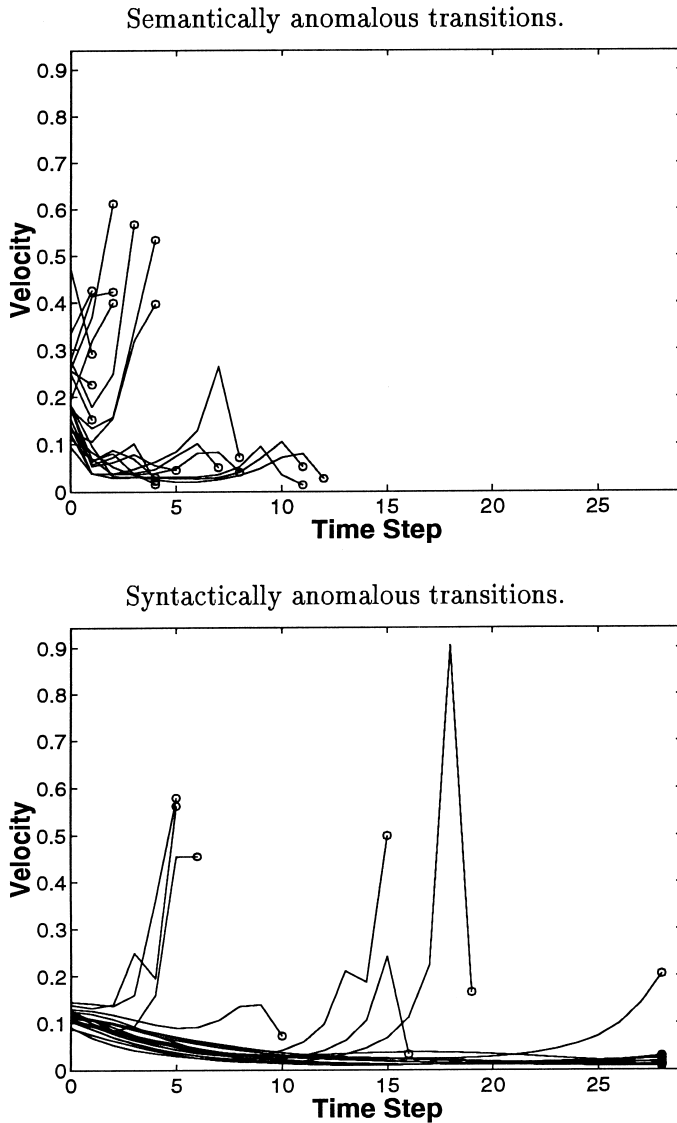 Semantically anomalous transitions.
0.9
0.8
0.7
0.6
0.5
0.4
0.3
0.2
0.1
0
Velocity
0 5 10 15 20 25
Time Step
Syntactically anomalous transitions.
0.9
0.8
0.7
0.6
0.5
0.4
0.3
0.2
0.1
0
Velocity
0 5 10 15 20 25
Time Step